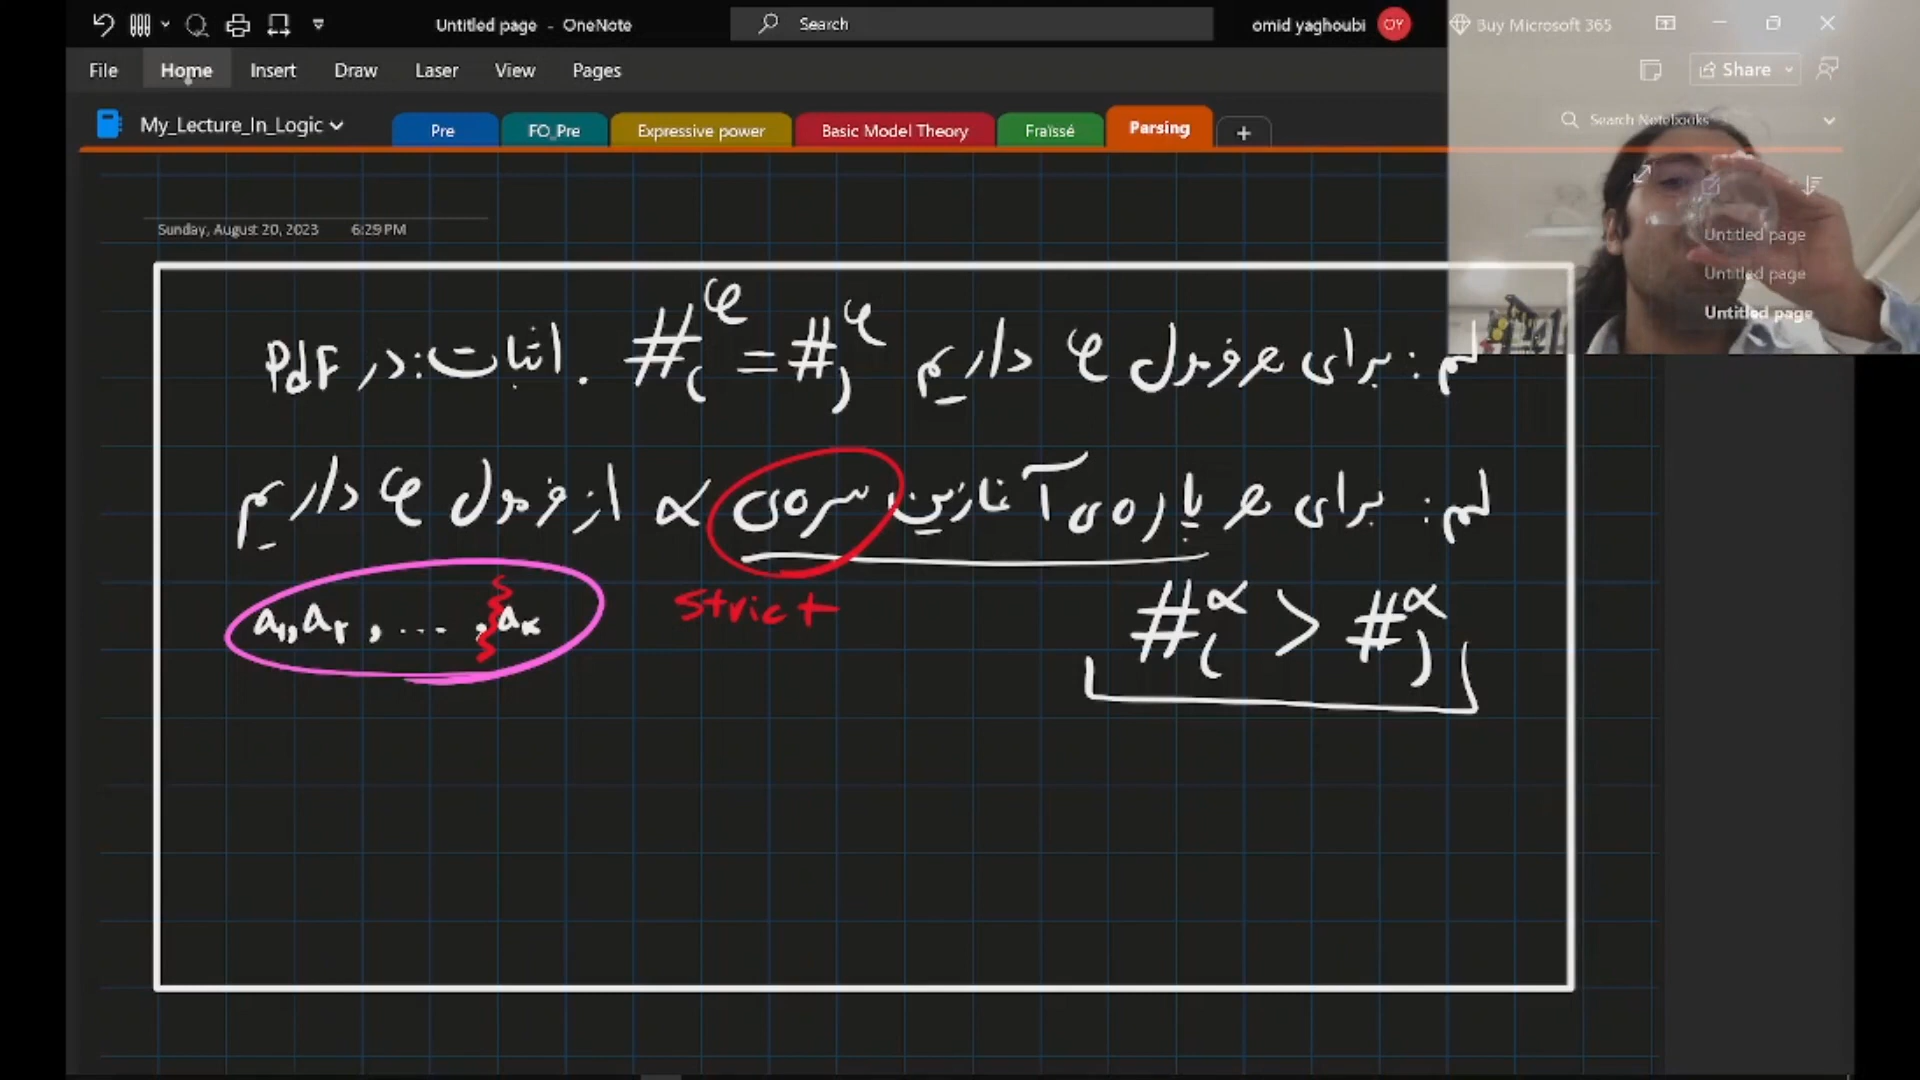 Untitled page - OneNote
Search
omid yaghoubi
OY
Buy Microsoft 365
File Home Insert Draw Laser View Pages
Share
My_Lecture_In_Logic
Pre FO_Pre Expressive power Basic Model Theory Fraïssé Parsing +
Search Notebooks
Untitled page
Untitled page
Untitled page
Sunday, August 20, 2023 6:29 PM
لم: برای هر فرمول φ داریم #₍^φ = #₎^φ . اثبات: در PdF
لم: برای هر پاره‌ی آغازین سره‌ی α از فرمول φ داریم
#₍^α > #₎^α
strict
a₁, a₂, ... , aₖ